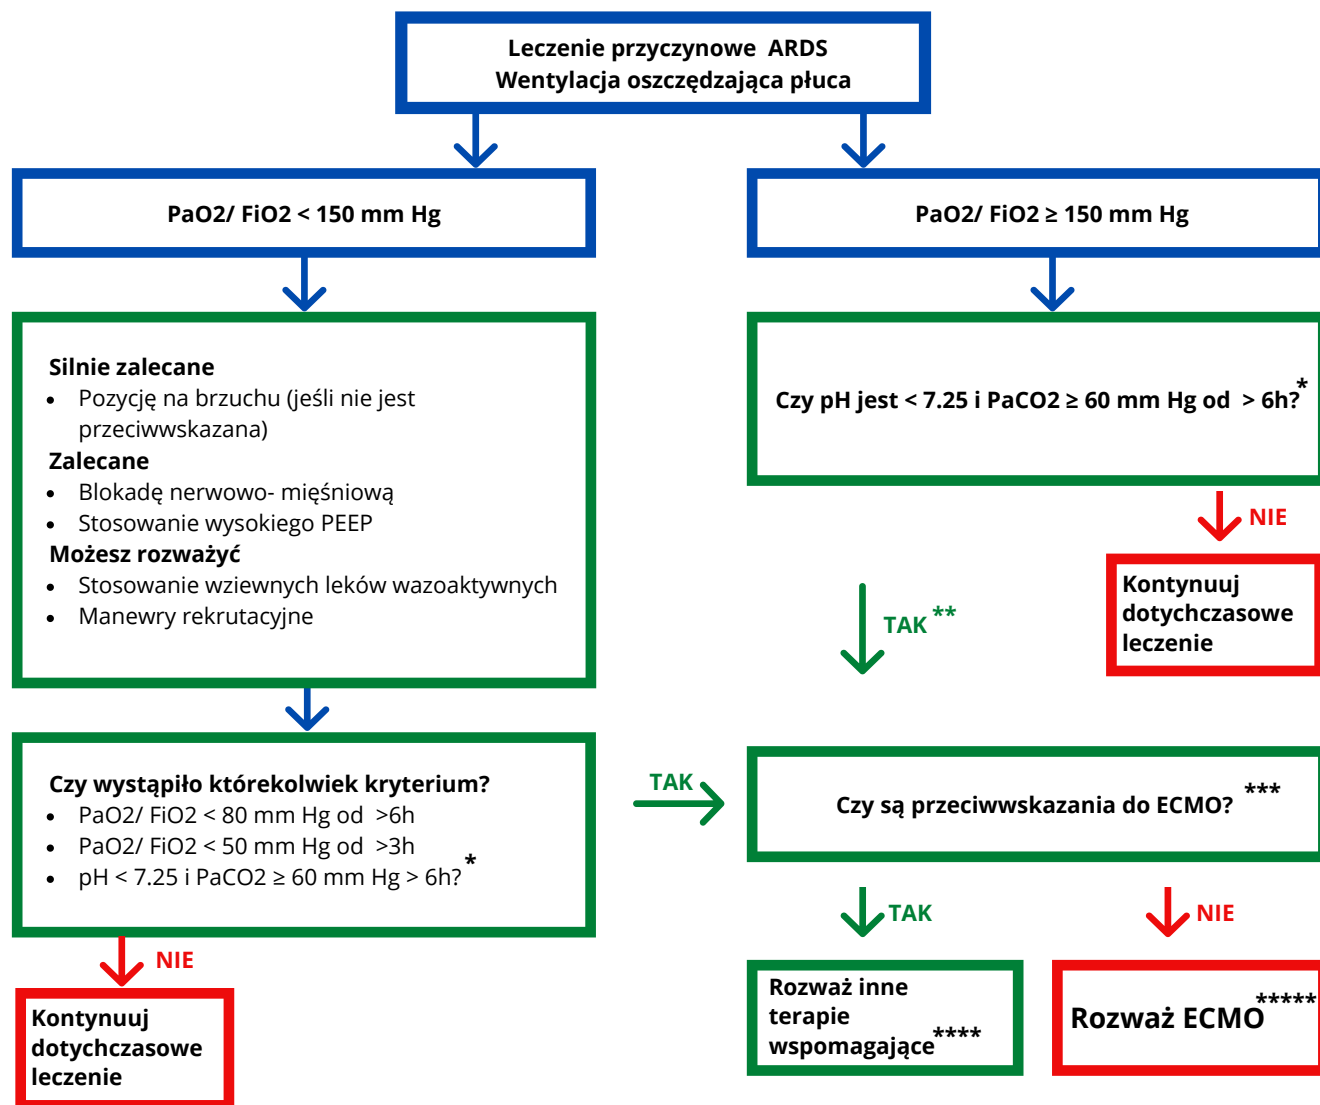 Leczenie przyczynowe ARDS
Wentylacja oszczędzająca płuca
PaO2/ FiO2 < 150 mm Hg
PaO2/ FiO2 ≥ 150 mm Hg
Silnie zalecane
• Pozycję na brzuchu (jeśli nie jest
przeciwwskazana)
Zalecane
• Blokadę nerwowo- mięśniową
• Stosowanie wysokiego PEEP
Możesz rozważyć
• Stosowanie wziewnych leków wazoaktywnych
• Manewry rekrutacyjne
Czy pH jest < 7.25 i PaCO2 ≥ 60 mm Hg od > 6h?*
NIE
Kontynuuj
dotychczasowe
leczenie
TAK **
Czy wystąpiło którekolwiek kryterium?
• PaO2/ FiO2 < 80 mm Hg od >6h
• PaO2/ FiO2 < 50 mm Hg od >3h
• pH < 7.25 i PaCO2 ≥ 60 mm Hg > 6h?*
TAK
Czy są przeciwwskazania do ECMO? ***
NIE
Kontynuuj
dotychczasowe
leczenie
TAK
NIE
Rozważ inne
terapie
wspomagające****
Rozważ ECMO*****